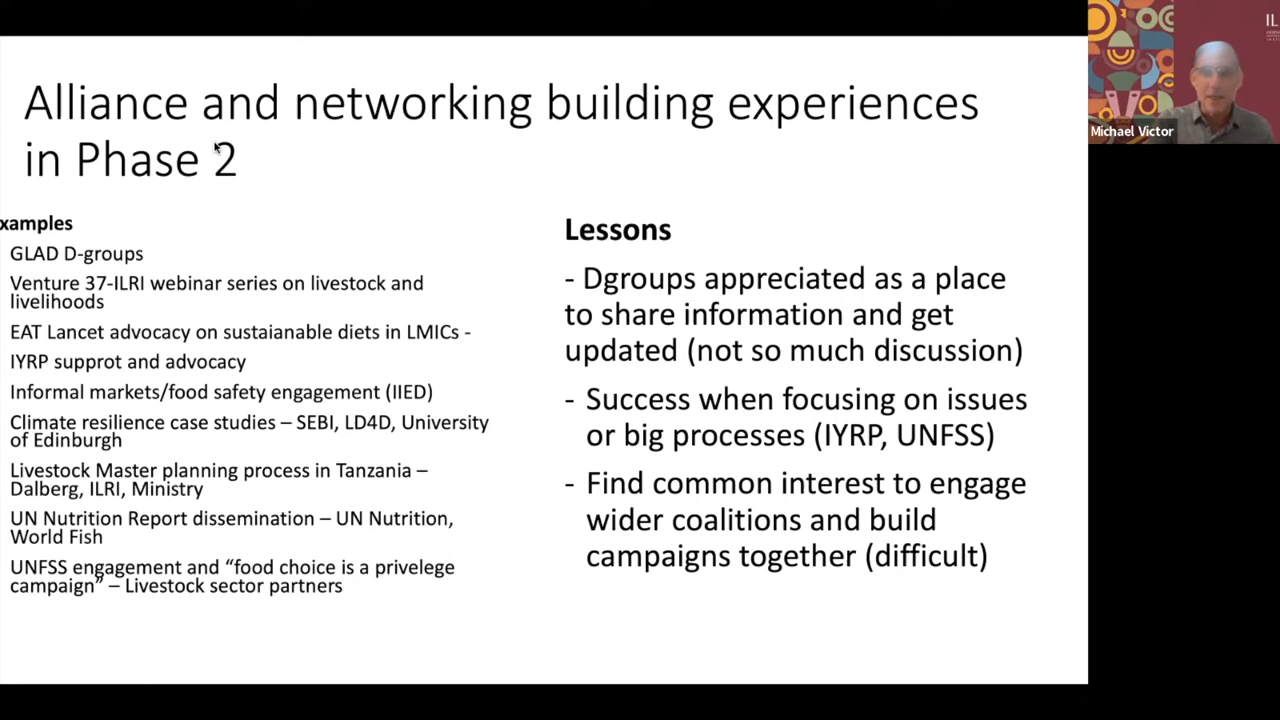 Alliance and networking building experiences
in Phase 2
xamples
GLAD D-groups
Venture 37-ILRI webinar series on livestock and
livelihoods
EAT Lancet advocacy on sustaianable diets in LMICs -
IYRP supprot and advocacy
Informal markets/food safety engagement (IIED)
Climate resilience case studies – SEBI, LD4D, University
of Edinburgh
Livestock Master planning process in Tanzania –
Dalberg, ILRI, Ministry
UN Nutrition Report dissemination – UN Nutrition,
World Fish
UNFSS engagement and “food choice is a privelege
campaign” – Livestock sector partners
Lessons
- Dgroups appreciated as a place
to share information and get
updated (not so much discussion)
- Success when focusing on issues
or big processes (IYRP, UNFSS)
- Find common interest to engage
wider coalitions and build
campaigns together (difficult)
IL
Michael Victor